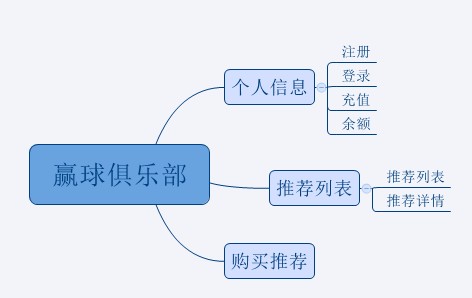 赢球俱乐部
个人信息
注册
登录
充值
余额
推荐列表
推荐列表
推荐详情
购买推荐